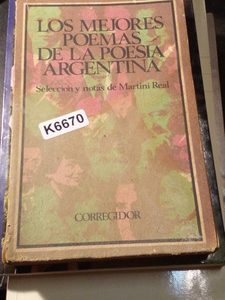 LOS MEJORES
POEMAS
DE LA POESIA
ARGENTINA
Selección y notas de Martini Real
K6670
CORREGIDOR